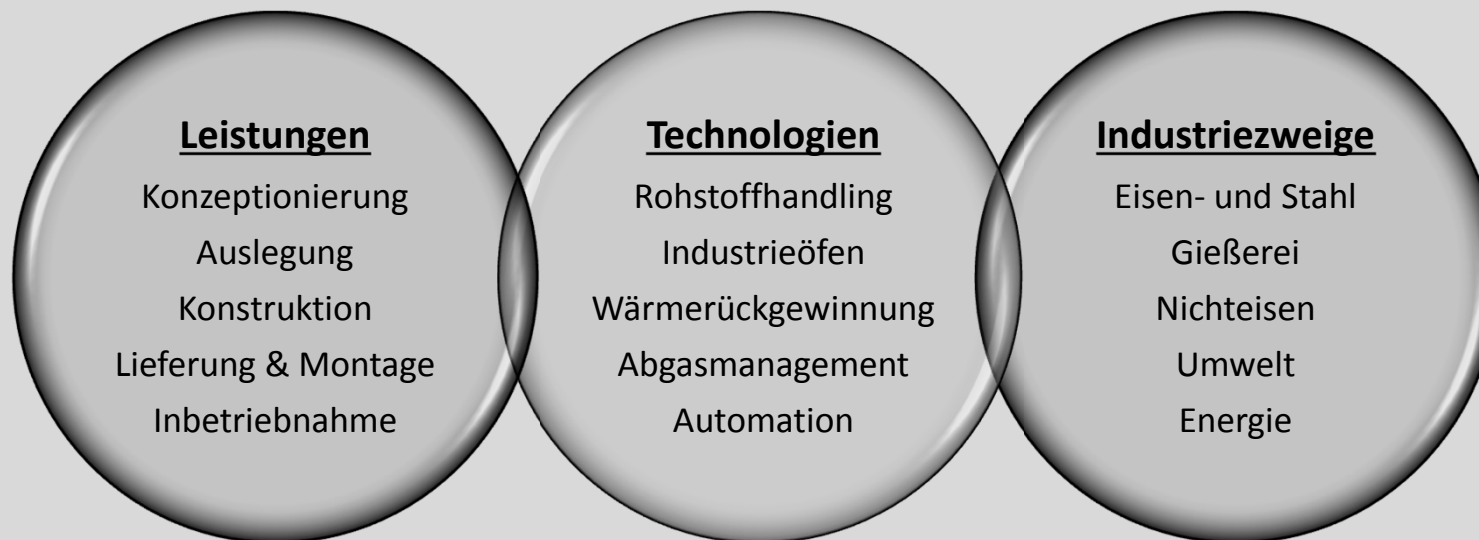 Leistungen
Konzeptionierung
Auslegung
Konstruktion
Lieferung & Montage
Inbetriebnahme
Technologien
Rohstoffhandling
Industrieöfen
Wärmerückgewinnung
Abgasmanagement
Automation
Industriezweige
Eisen- und Stahl
Gießerei
Nichteisen
Umwelt
Energie